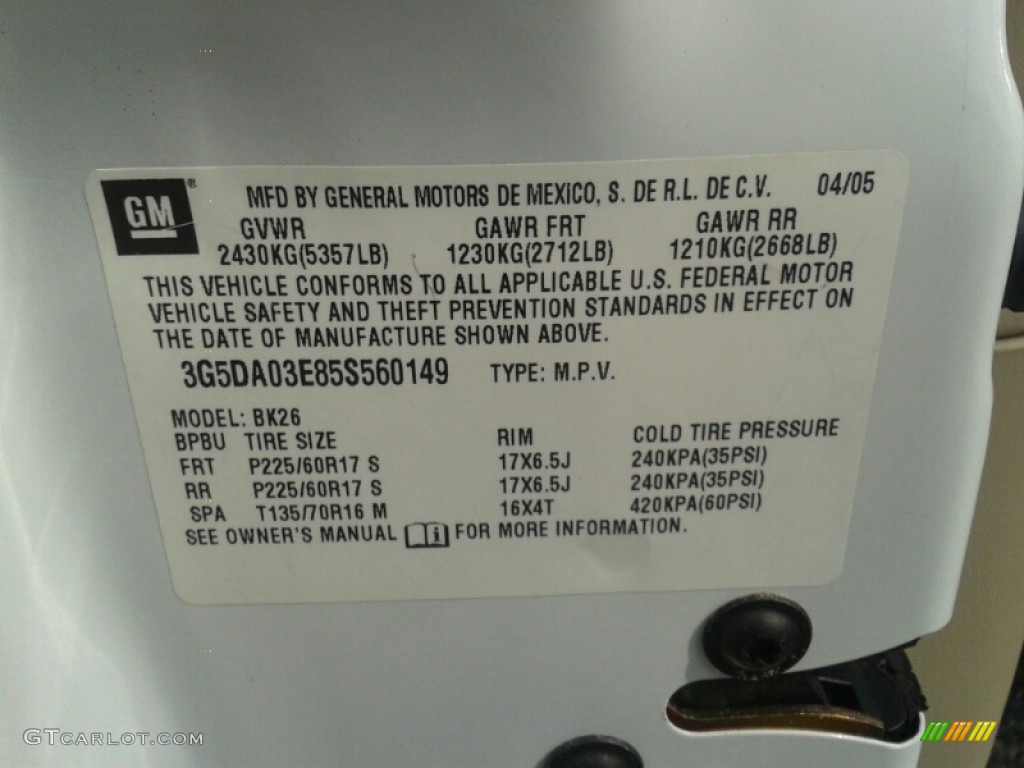 GM ®
MFD BY GENERAL MOTORS DE MEXICO, S. DE R.L. DE C.V. 04/05
GVWR GAWR FRT GAWR RR
2430KG(5357LB) 1230KG(2712LB) 1210KG(2668LB)
THIS VEHICLE CONFORMS TO ALL APPLICABLE U.S. FEDERAL MOTOR
VEHICLE SAFETY AND THEFT PREVENTION STANDARDS IN EFFECT ON
THE DATE OF MANUFACTURE SHOWN ABOVE.
3G5DA03E85S560149 TYPE: M.P.V.
MODEL: BK26
BPBU TIRE SIZE RIM COLD TIRE PRESSURE
FRT P225/60R17 S 17X6.5J 240KPA(35PSI)
RR P225/60R17 S 17X6.5J 240KPA(35PSI)
SPA T135/70R16 M 16X4T 420KPA(60PSI)
SEE OWNER'S MANUAL i FOR MORE INFORMATION.
GTCARLOT.COM